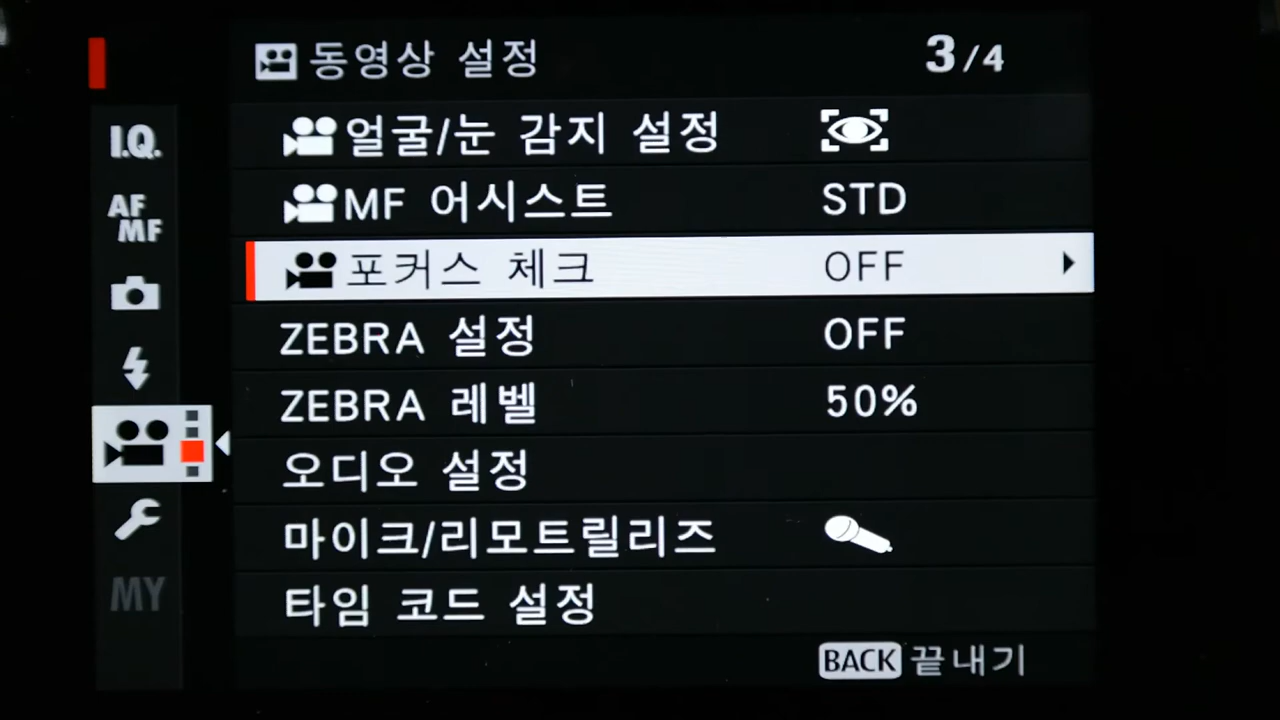 동영상 설정 3/4
I.Q.
얼굴/눈 감지 설정
AF MF
MF 어시스트 STD
포커스 체크 OFF
ZEBRA 설정 OFF
ZEBRA 레벨 50%
오디오 설정
마이크/리모트릴리즈
MY
타임 코드 설정
BACK 끝내기